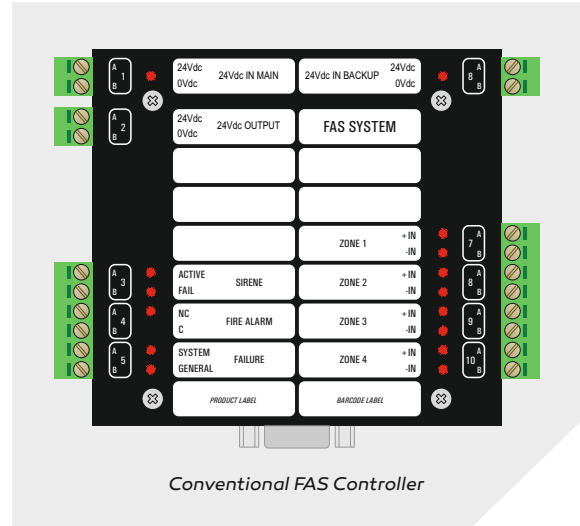 A 1 B
24Vdc
0Vdc
24Vdc IN MAIN
24Vdc IN BACKUP
24Vdc
0Vdc
A 8 B
A 2 B
24Vdc
0Vdc
24Vdc OUTPUT
FAS SYSTEM
ZONE 1
+ IN
-IN
A 7 B
A 3 B
ACTIVE
FAIL
SIRENE
ZONE 2
+ IN
-IN
A 8 B
A 4 B
NC
C
FIRE ALARM
ZONE 3
+ IN
-IN
A 9 B
A 5 B
SYSTEM
GENERAL
FAILURE
ZONE 4
+ IN
-IN
A 10 B
PRODUCT LABEL
BARCODE LABEL
Conventional FAS Controller